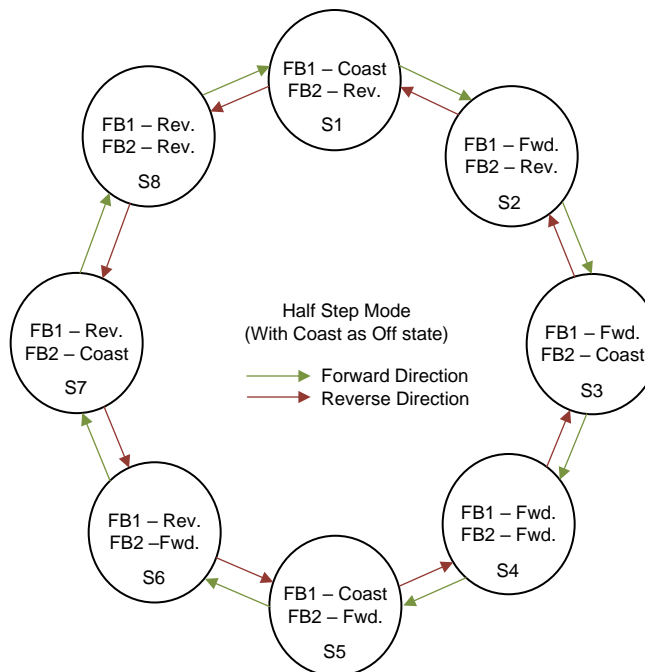 FB1 – Coast
FB2 – Rev.
S1
FB1 – Fwd.
FB2 – Rev.
S2
FB1 – Fwd.
FB2 – Coast
S3
FB1 – Fwd.
FB2 – Fwd.
S4
FB1 – Coast
FB2 – Fwd.
S5
FB1 – Rev.
FB2 –Fwd.
S6
FB1 – Rev.
FB2 – Coast
S7
FB1 – Rev.
FB2 – Rev.
S8
Half Step Mode
(With Coast as Off state)
Forward Direction
Reverse Direction